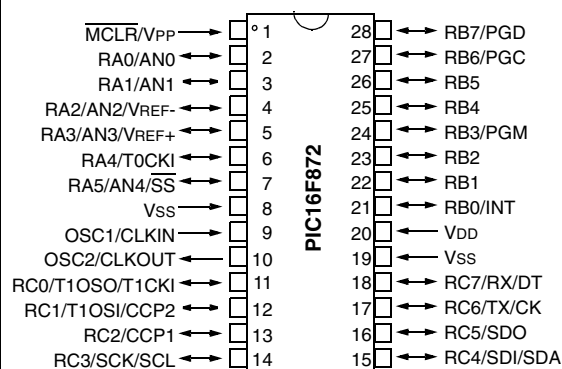 MCLR/VPP 1 28 RB7/PGD
RA0/AN0 2 27 RB6/PGC
RA1/AN1 3 26 RB5
RA2/AN2/VREF- 4 25 RB4
RA3/AN3/VREF+ 5 24 RB3/PGM
RA4/T0CKI 6 23 RB2
RA5/AN4/SS 7 22 RB1
VSS 8 21 RB0/INT
OSC1/CLKIN 9 20 VDD
OSC2/CLKOUT 10 19 VSS
RC0/T1OSO/T1CKI 11 18 RC7/RX/DT
RC1/T1OSI/CCP2 12 17 RC6/TX/CK
RC2/CCP1 13 16 RC5/SDO
RC3/SCK/SCL 14 15 RC4/SDI/SDA
PIC16F872